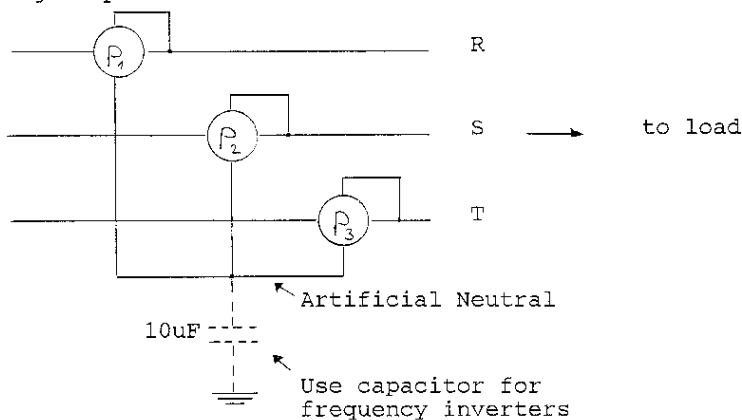 P1
R
P2
S
to load
P3
T
Artificial Neutral
10uF
Use capacitor for
frequency inverters